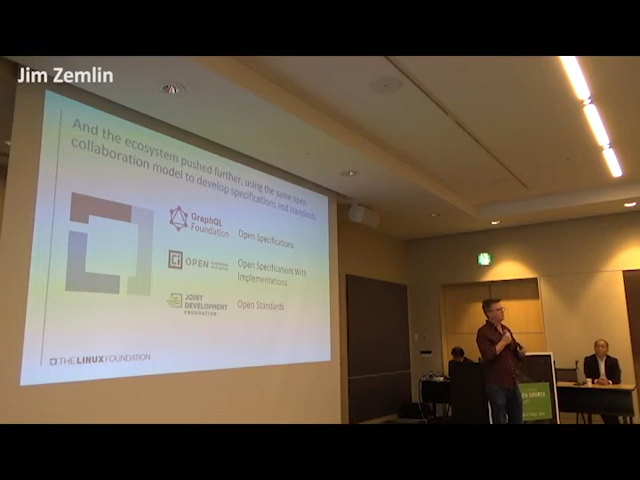 Jim Zemlin
And the ecosystem pushed further, using the same open
collaboration model to develop specifications and standards
GraphQL
Foundation
Open Specifications
OPEN
Open Specifications With
Implementations
JOINT
DEVELOPMENT
FOUNDATION
Open Standards
THE LINUX FOUNDATION
SOURCE